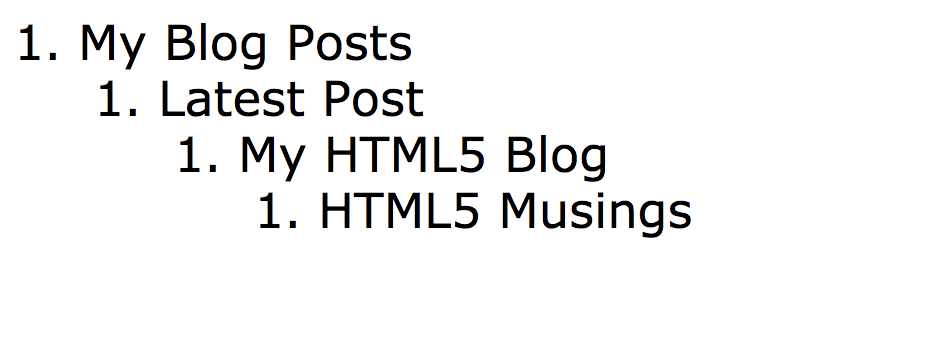 1. My Blog Posts
1. Latest Post
1. My HTML5 Blog
1. HTML5 Musings